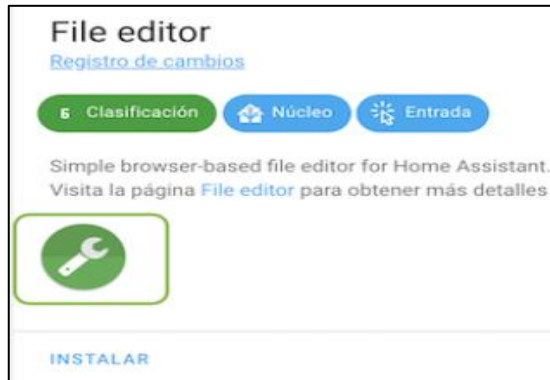 File editor
Registro de cambios
6 Clasificación Núcleo Entrada
Simple browser-based file editor for Home Assistant.
Visita la página File editor para obtener más detalles
INSTALAR